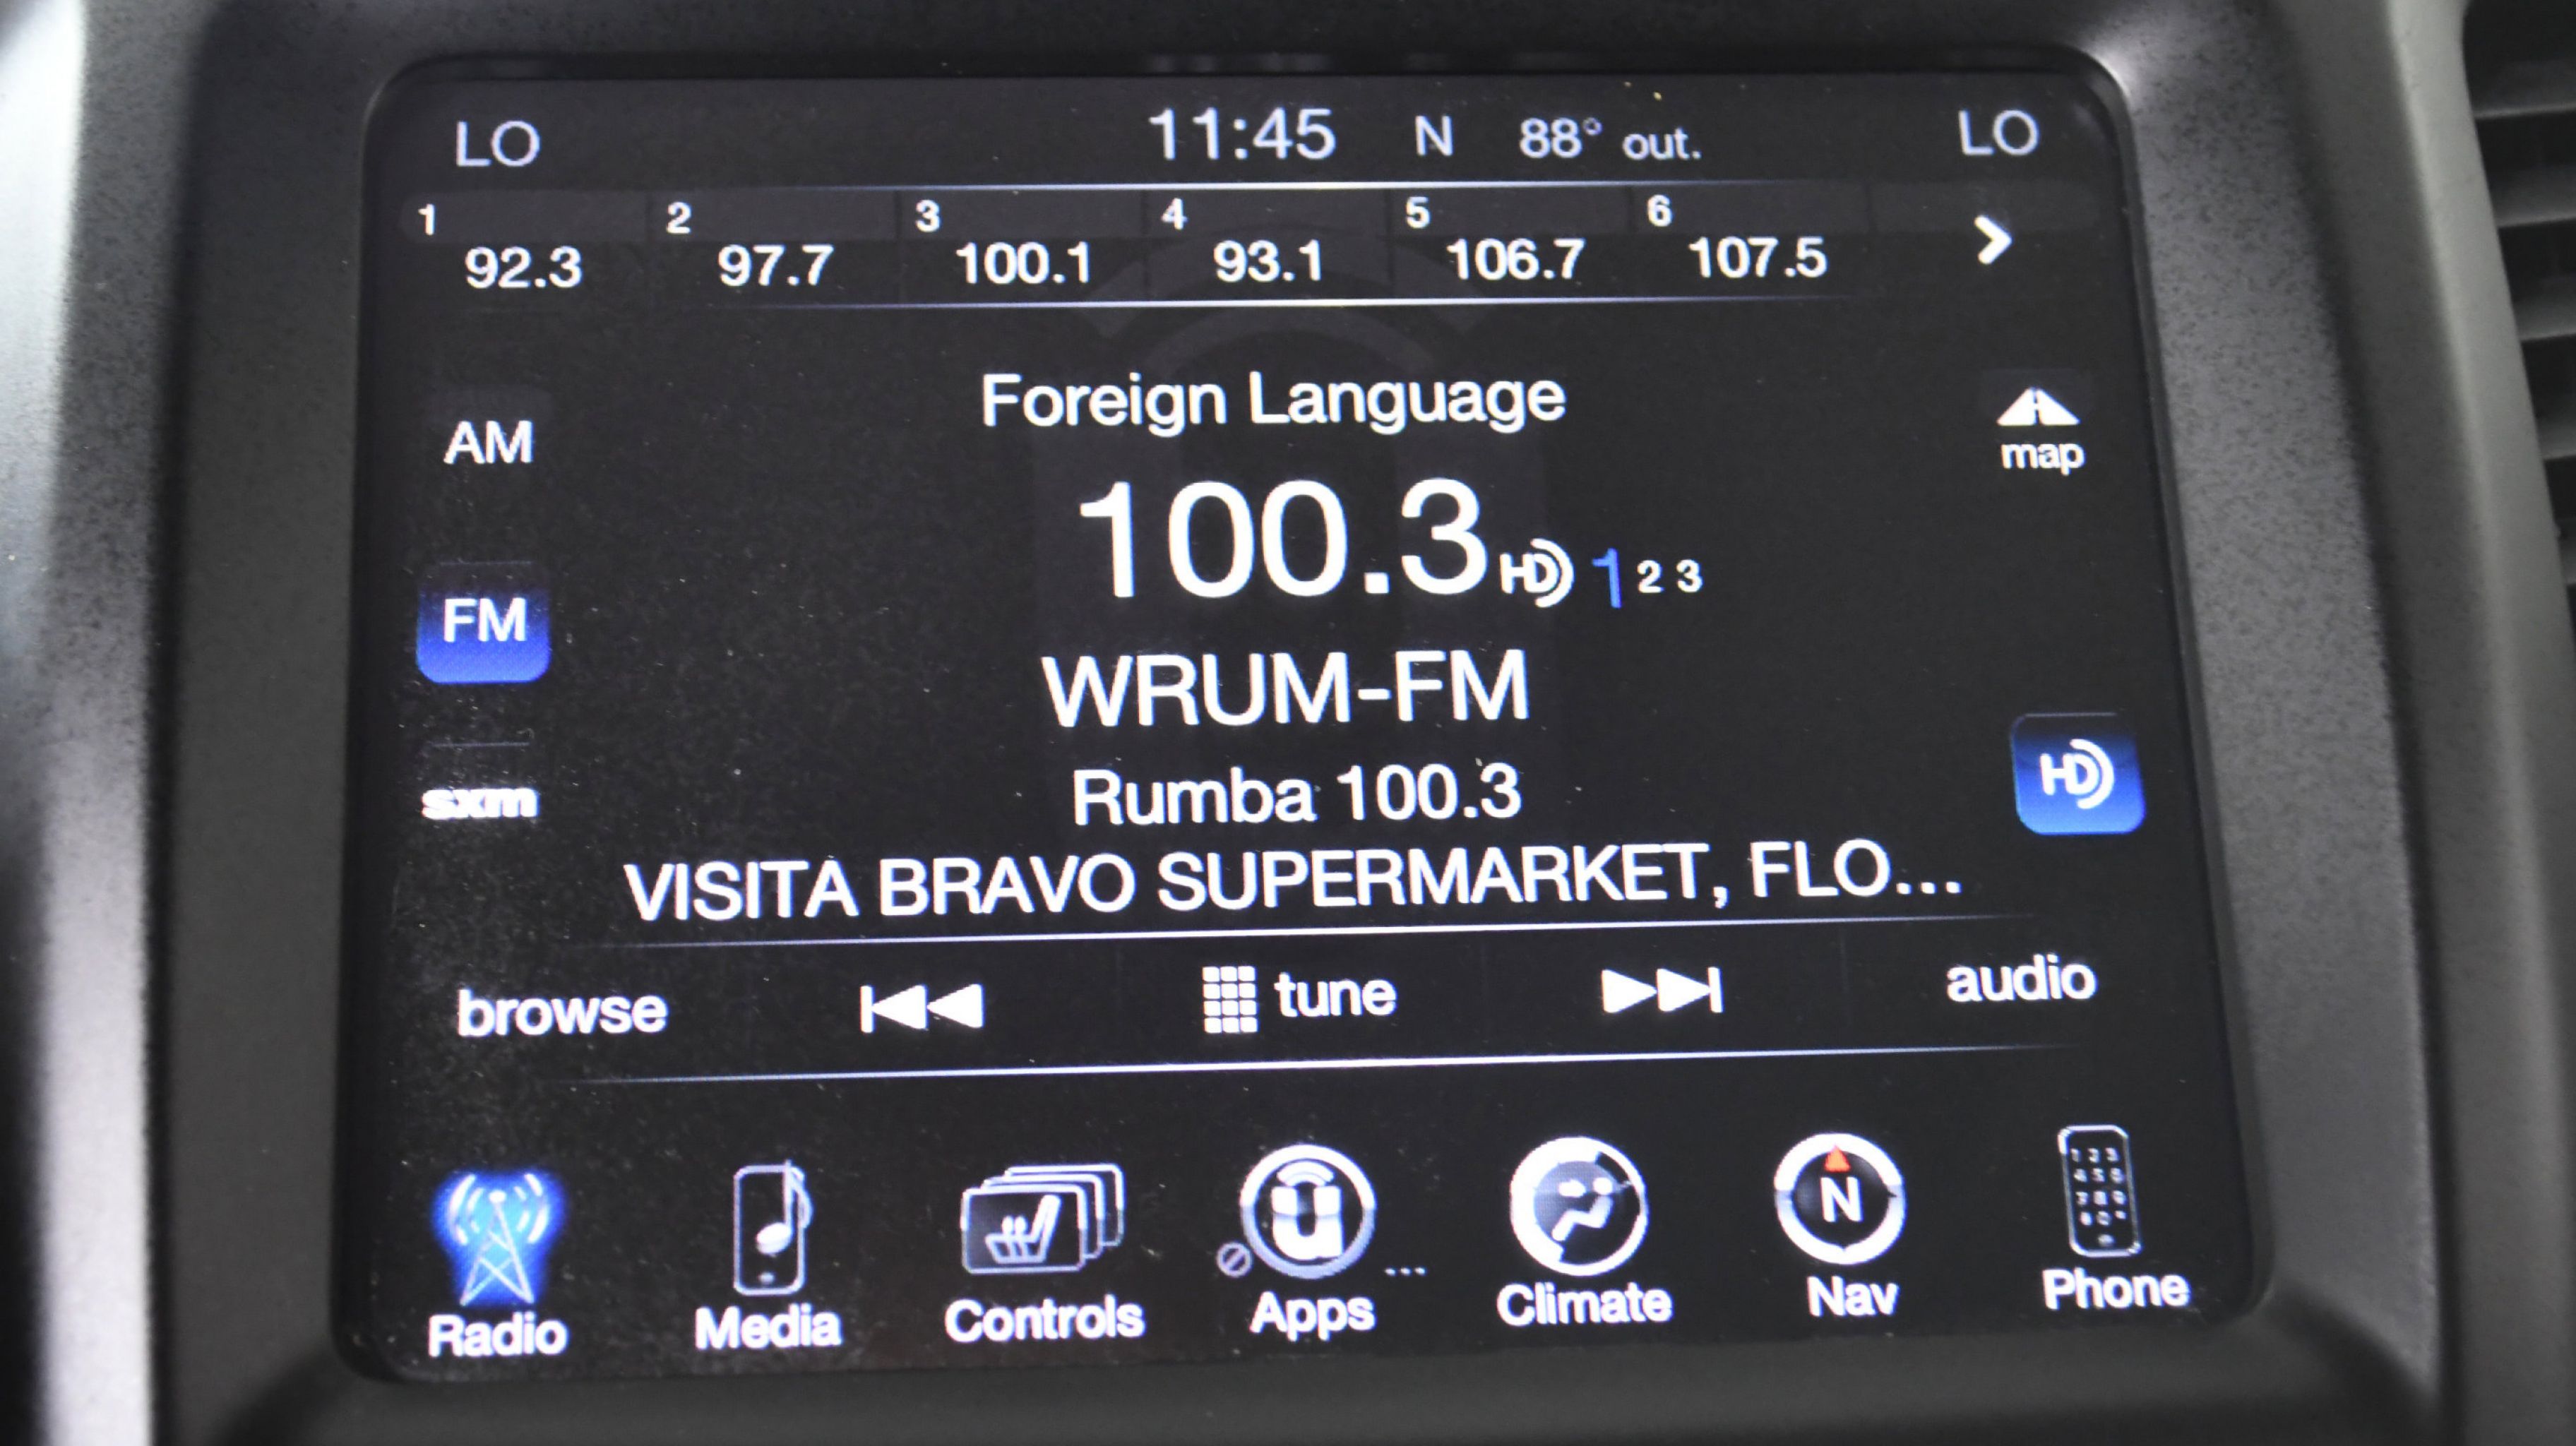 LO 11:45 N 88° out. LO
1 2 3 4 5 6
92.3 97.7 100.1 93.1 106.7 107.5
Foreign Language
AM
map
100.3 HD 1 2 3
FM
WRUM-FM
HD
Rumba 100.3
sxm
VISITA BRAVO SUPERMARKET, FLO...
browse tune audio
N
Radio Media Controls Apps ... Climate Nav Phone